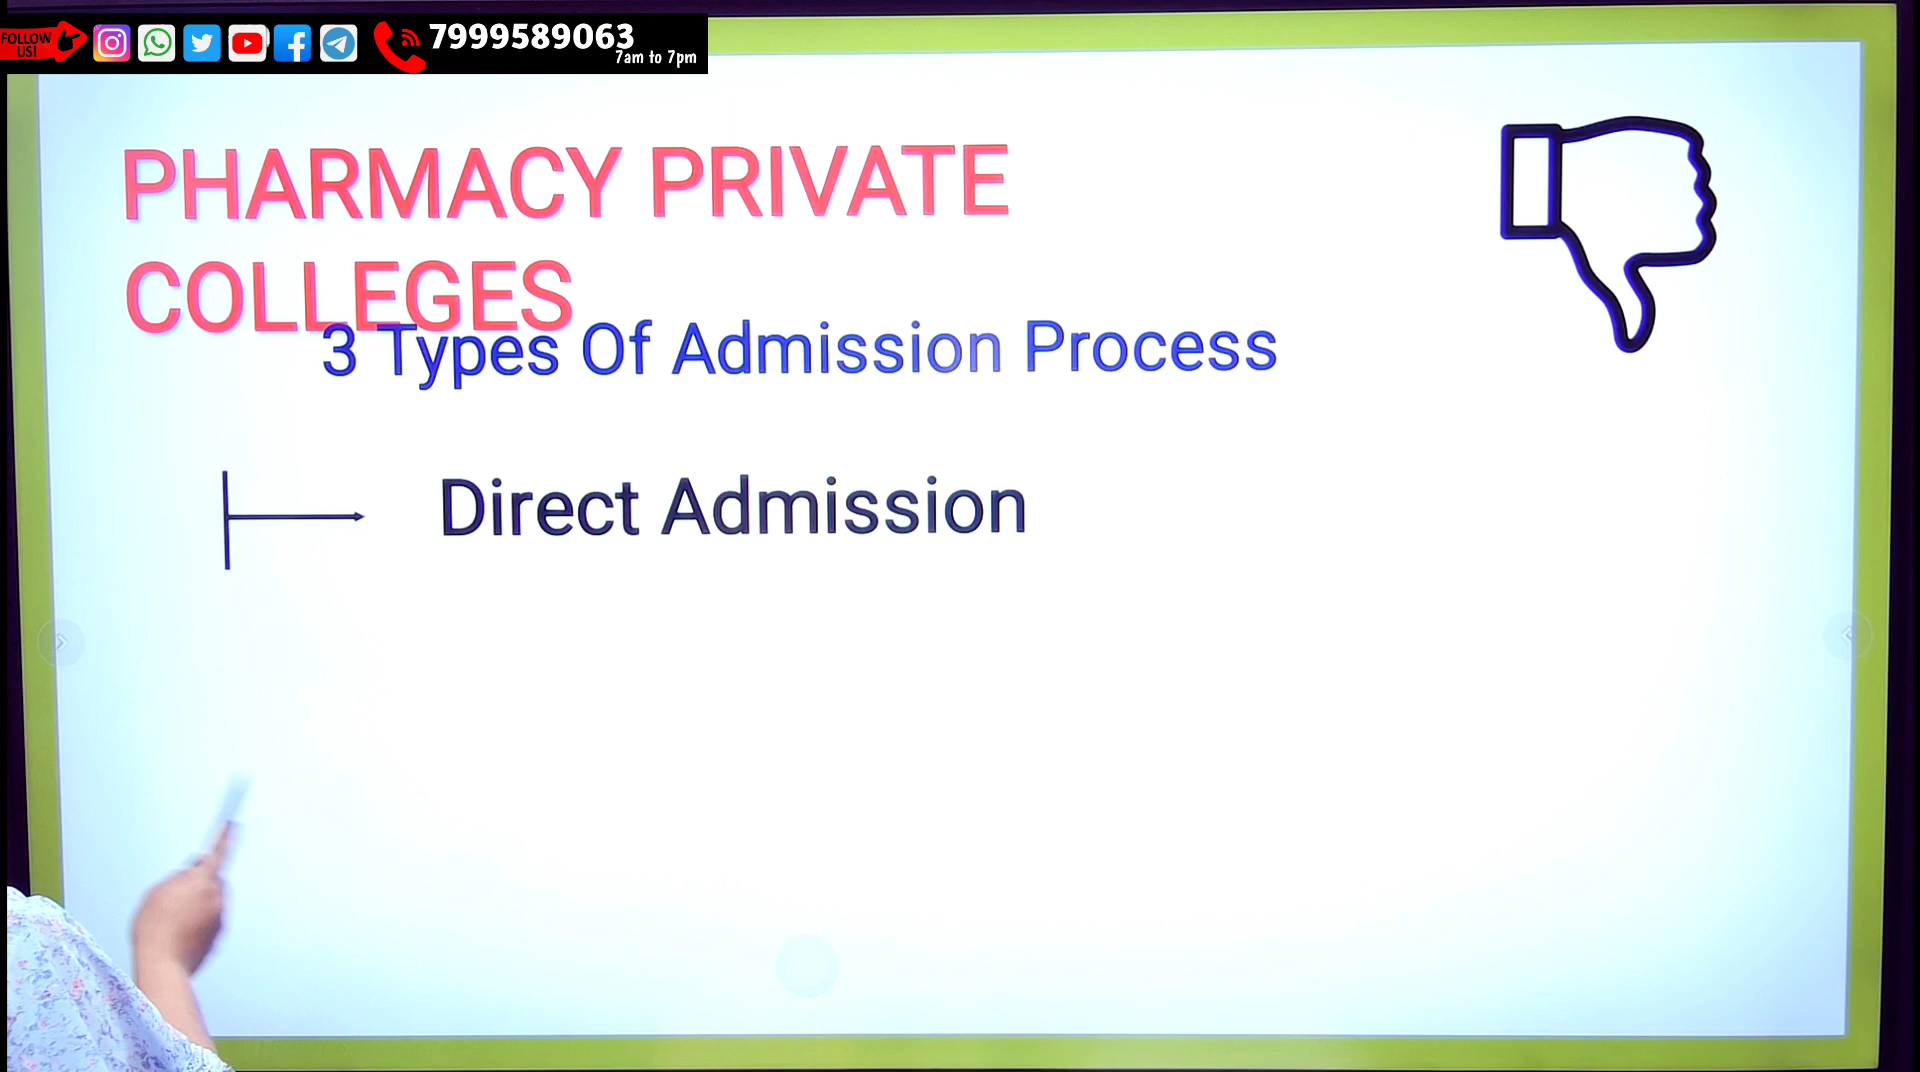 FOLLOW
US!
7999589063
7am to 7pm
PHARMACY PRIVATE
COLLEGES
3 Types Of Admission Process
Direct Admission